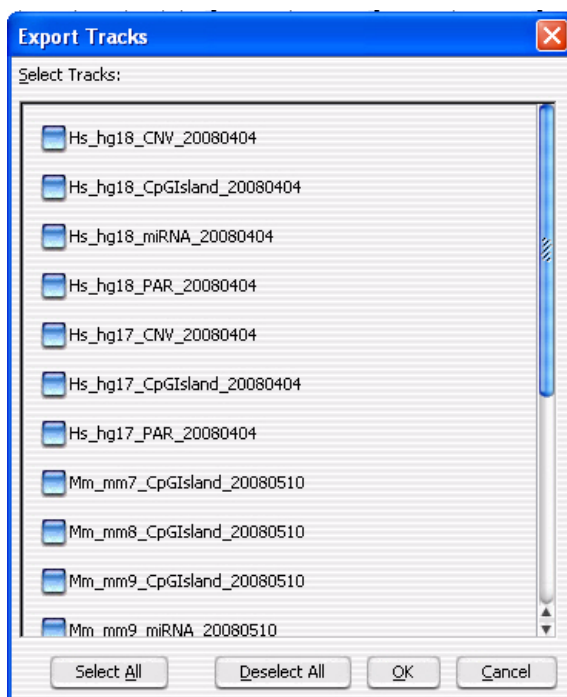 Export Tracks
Select Tracks:
Hs_hg18_CNV_20080404
Hs_hg18_CpGIsland_20080404
Hs_hg18_miRNA_20080404
Hs_hg18_PAR_20080404
Hs_hg17_CNV_20080404
Hs_hg17_CpGIsland_20080404
Hs_hg17_PAR_20080404
Mm_mm7_CpGIsland_20080510
Mm_mm8_CpGIsland_20080510
Mm_mm9_CpGIsland_20080510
Mm_mm9_miRNA_20080510
Select All Deselect All OK Cancel